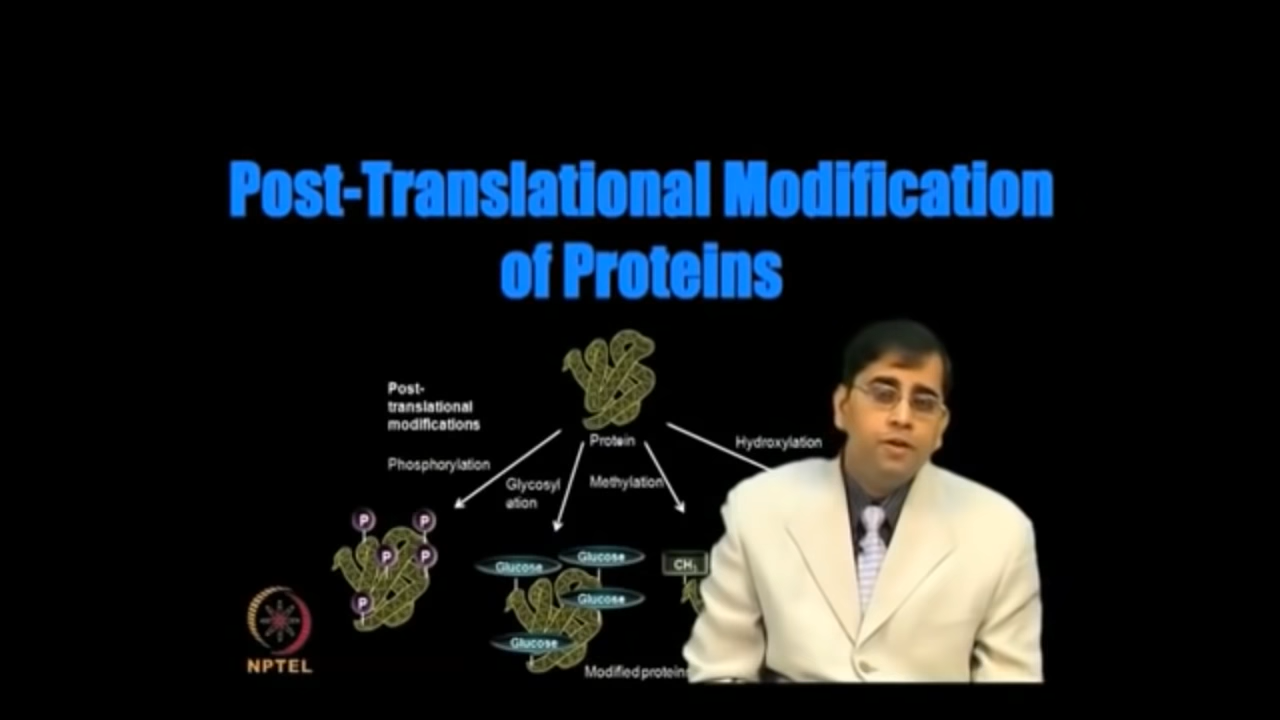 Post-Translational Modification
of Proteins
Post-
translational
modifications
Protein
Hydroxylation
Phosphorylation
Glycosyl
ation
Methylation
P
P
P
P
P
Glucose
Glucose
Glucose
Glucose
CH₃
NPTEL
Modified protein